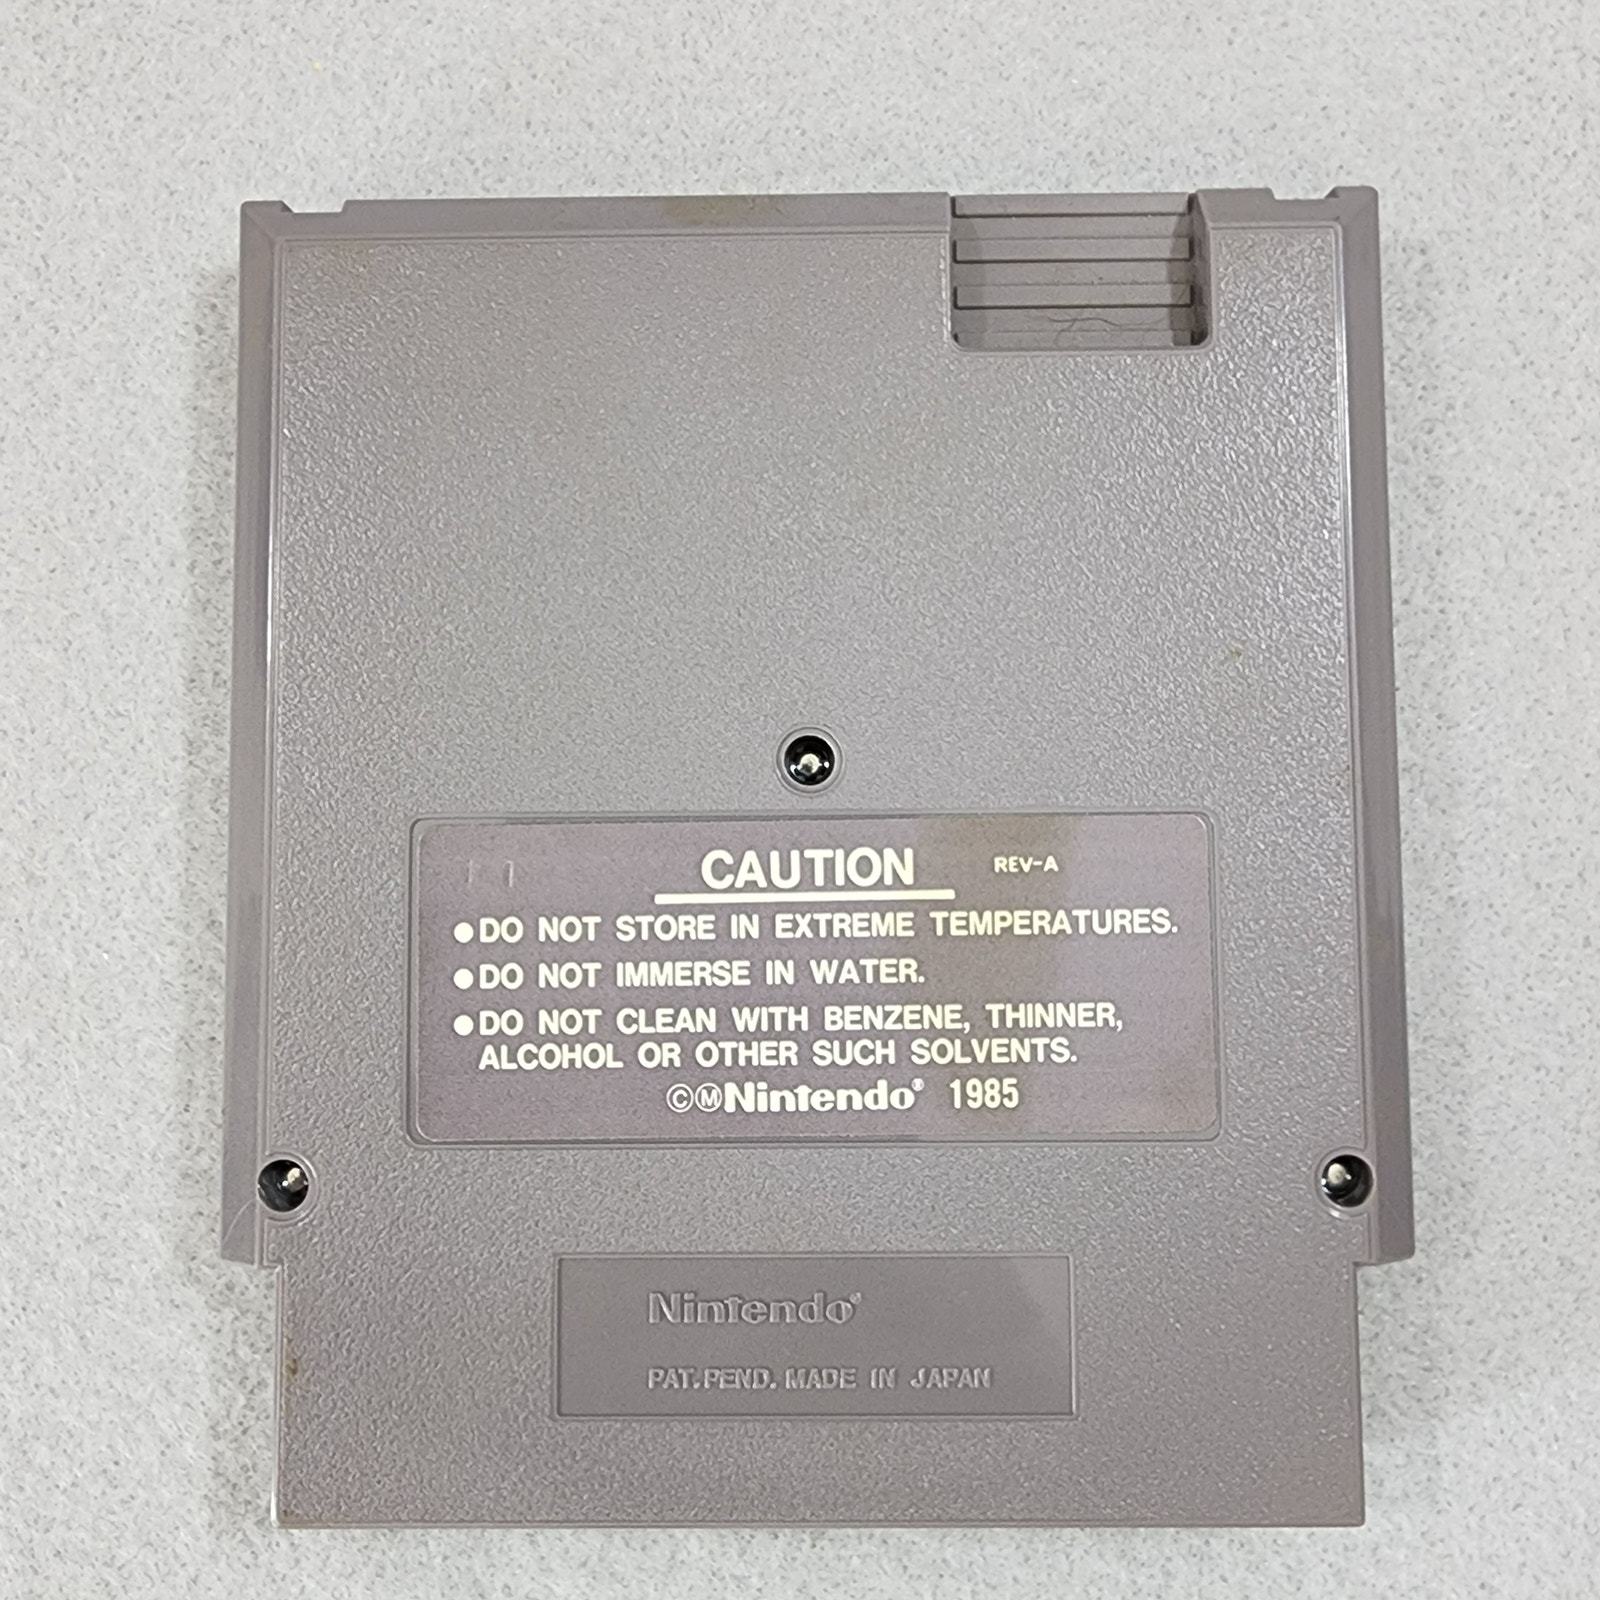 CAUTION REV-A
●DO NOT STORE IN EXTREME TEMPERATURES.
●DO NOT IMMERSE IN WATER.
●DO NOT CLEAN WITH BENZENE, THINNER,
ALCOHOL OR OTHER SUCH SOLVENTS.
©ⓂNintendo® 1985
Nintendo®
PAT.PEND. MADE IN JAPAN